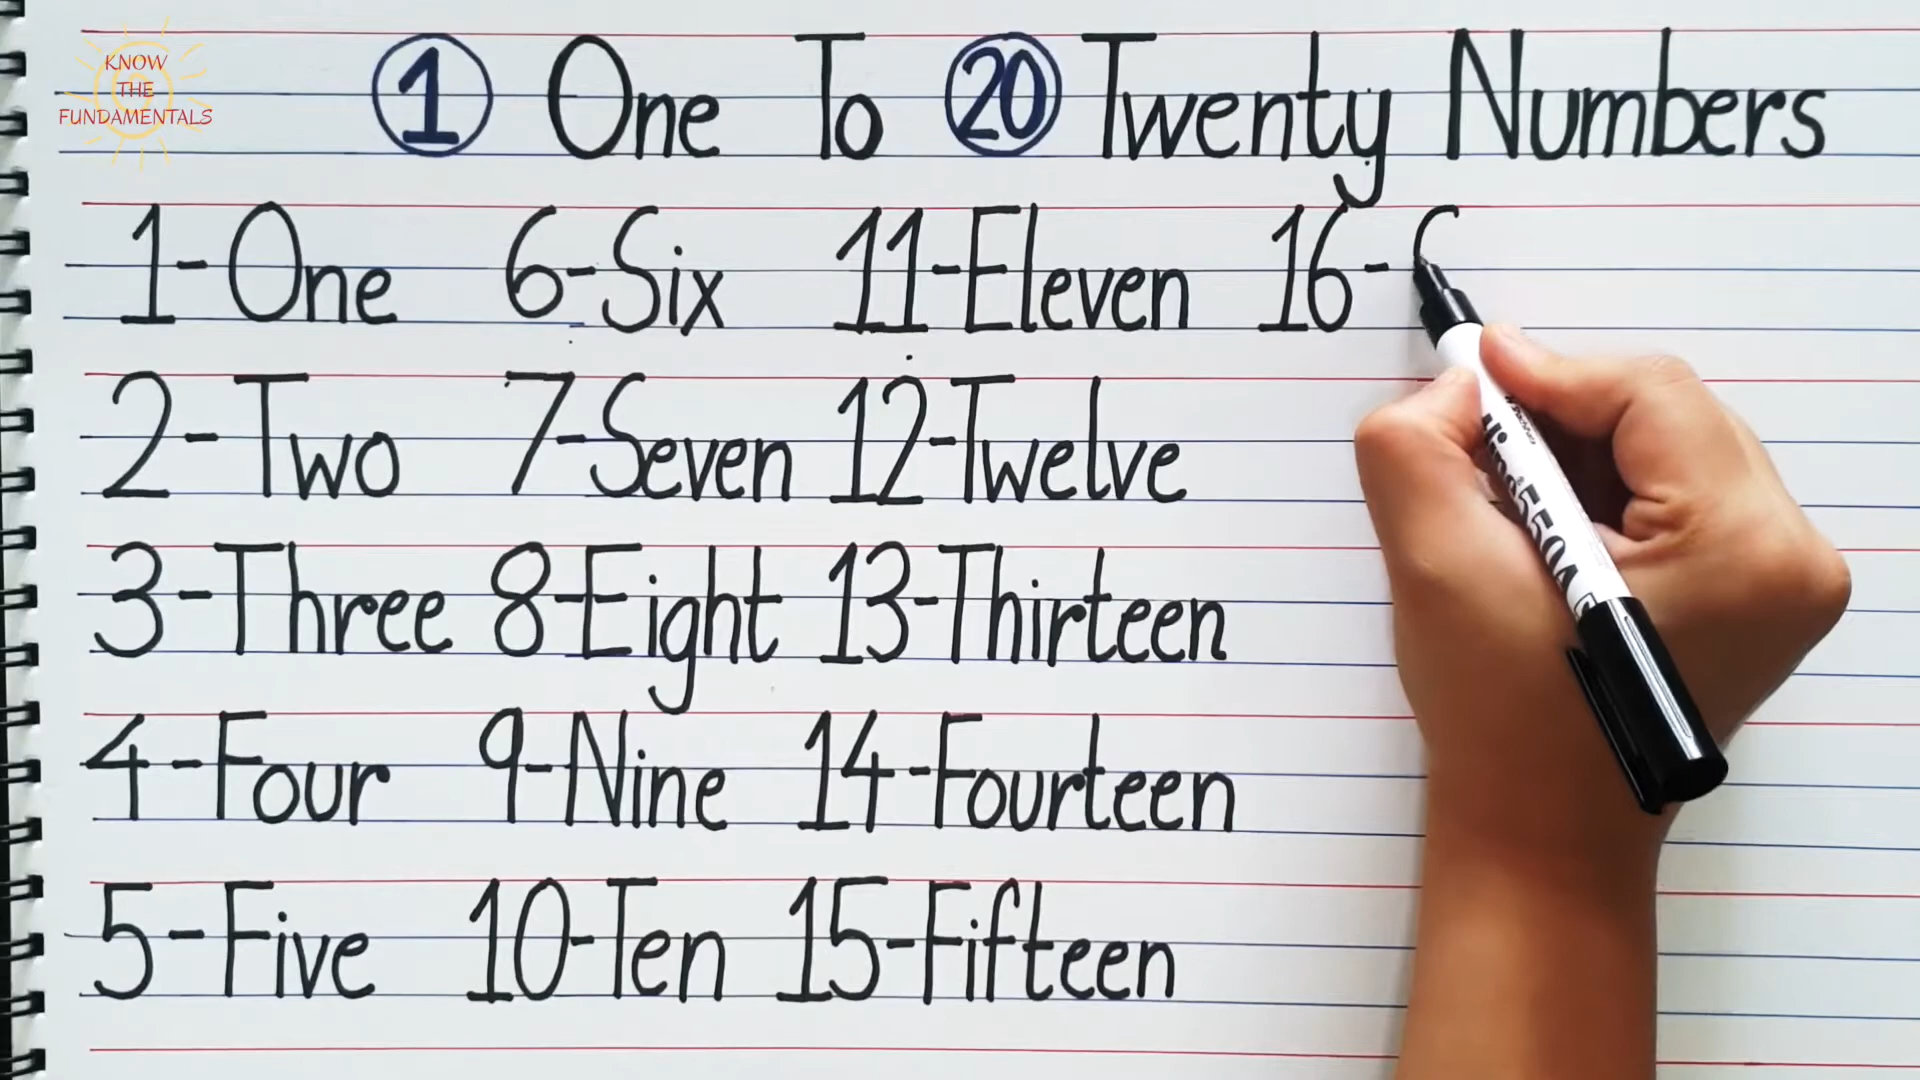 KNOW
THE
FUNDAMENTALS
1 One To 20 Twenty Numbers
1-One 6-Six 11-Eleven 16-
2-Two 7-Seven 12-Twelve
3-Three 8-Eight 13-Thirteen
4-Four 9-Nine 14-Fourteen
5-Five 10-Ten 15-Fifteen